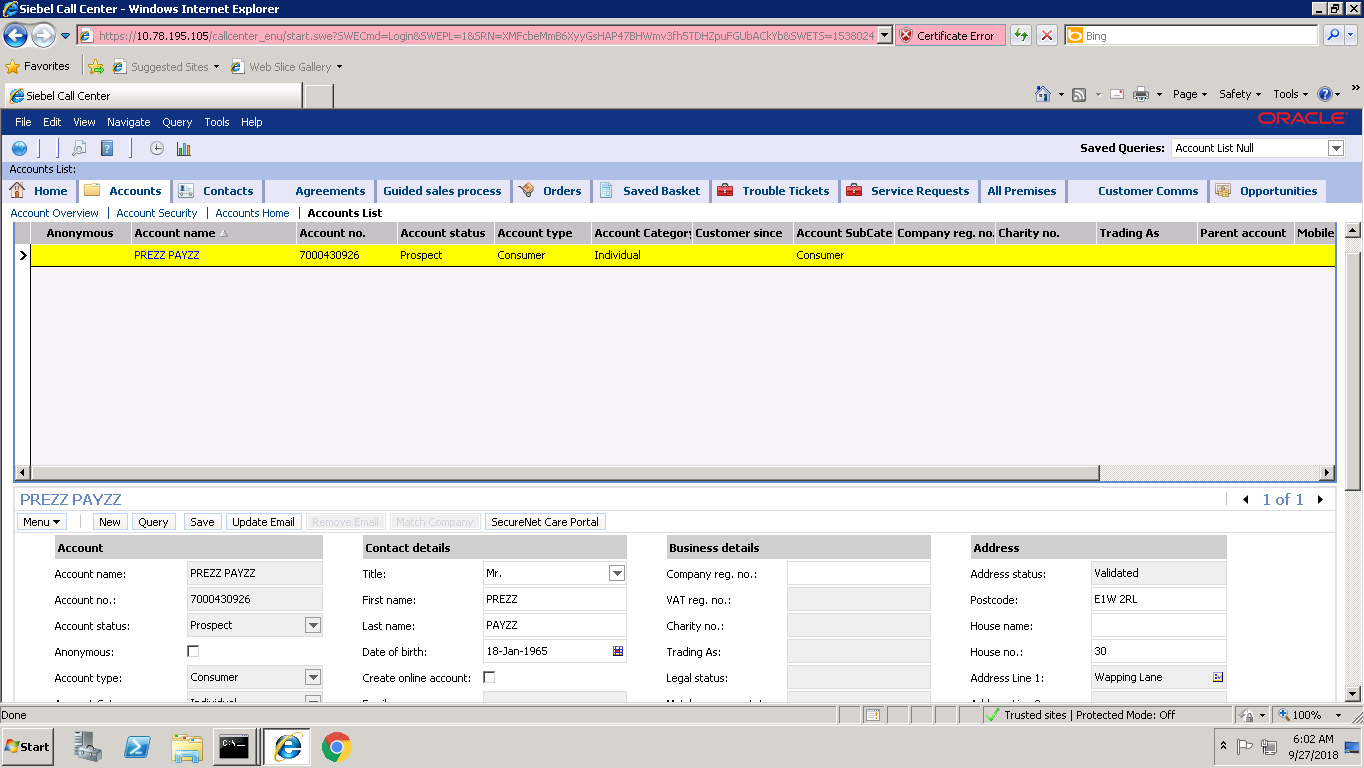 Siebel Call Center - Windows Internet Explorer
https://10.78.195.105/callcenter_enu/start.swe?SWECmd=Login&SWEPL=1&SRN=XMFcbeMmB6XyyGsHAP47BHWmv3fh5TDHZpuFGUbACkYb&SWETS=1538024 Certificate Error Bing
Favorites Suggested Sites Web Slice Gallery
Siebel Call Center Page Safety Tools
File Edit View Navigate Query Tools Help ORACLE
Saved Queries: Account List Null
Accounts List:
Home Accounts Contacts Agreements Guided sales process Orders Saved Basket Trouble Tickets Service Requests All Premises Customer Comms Opportunities
Account Overview | Account Security | Accounts Home | Accounts List
Anonymous Account name Account no. Account status Account type Account Category Customer since Account SubCate Company reg. no. Charity no. Trading As Parent account Mobile
PREZZ PAYZZ 7000430926 Prospect Consumer Individual Consumer
PREZZ PAYZZ 1 of 1
Menu New Query Save Update Email Remove Email Match Company SecureNet Care Portal
Account Contact details Business details Address
Account name: PREZZ PAYZZ Title: Mr. Company reg. no.: Address status: Validated
Account no.: 7000430926 First name: PREZZ VAT reg. no.: Postcode: E1W 2RL
Account status: Prospect Last name: PAYZZ Charity no.: House name:
Anonymous: Date of birth: 18-Jan-1965 Trading As: House no.: 30
Account type: Consumer Create online account: Legal status: Address Line 1: Wapping Lane
Done Trusted sites | Protected Mode: Off 100%
Start 6:02 AM
9/27/2018